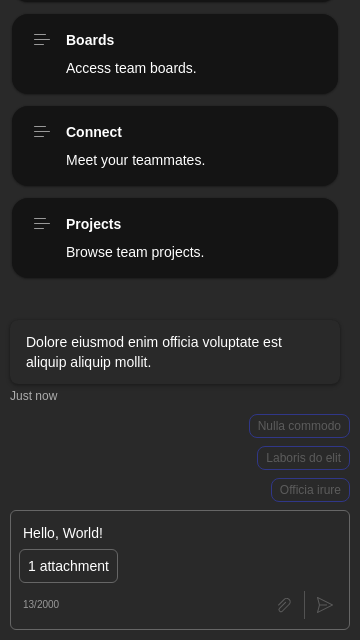 Boards
Access team boards.
Connect
Meet your teammates.
Projects
Browse team projects.
Dolore eiusmod enim officia voluptate est
aliquip aliquip mollit.
Just now
Nulla commodo
Laboris do elit
Officia irure
Hello, World!
1 attachment
13/2000